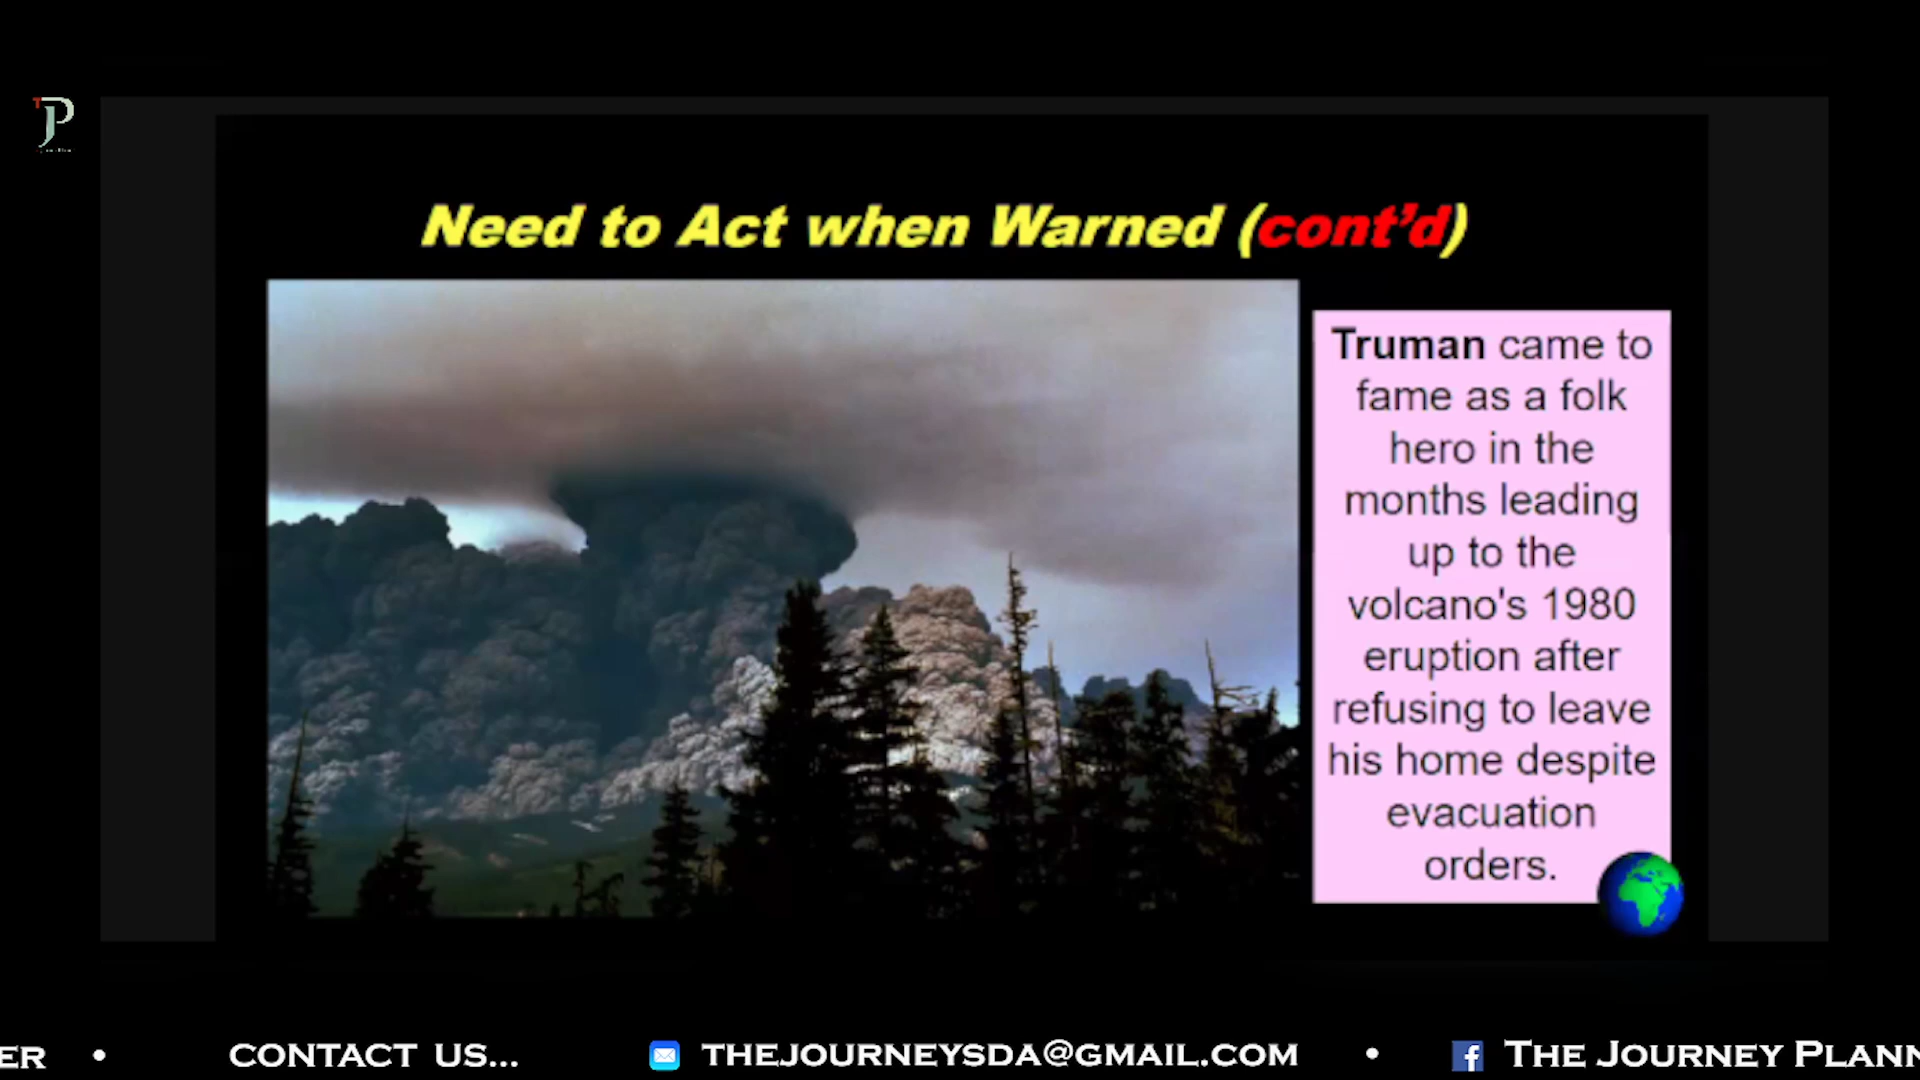 TJP
Need to Act when Warned (cont'd)
Truman came to
fame as a folk
hero in the
months leading
up to the
volcano's 1980
eruption after
refusing to leave
his home despite
evacuation
orders.
ER • CONTACT US... THEJOURNEYSDA@GMAIL.COM • f THE JOURNEY PLANN